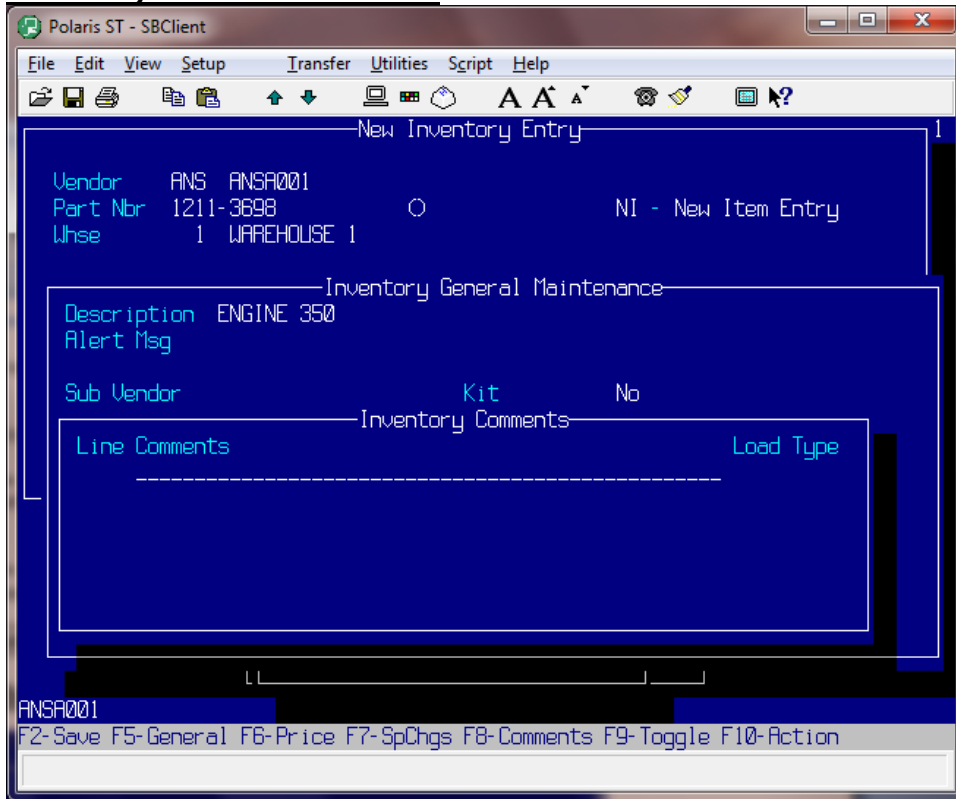 Polaris ST - SBClient
File Edit View Setup Transfer Utilities Script Help
A A A ?
New Inventory Entry 1
Vendor ANS ANSA001
Part Nbr 1211-3698 O NI - New Item Entry
Whse 1 WAREHOUSE 1
Inventory General Maintenance
Description ENGINE 350
Alert Msg
Sub Vendor Kit No
Inventory Comments
Line Comments Load Type
ANSA001
F2-Save F5-General F6-Price F7-SpChgs F8-Comments F9-Toggle F10-Action